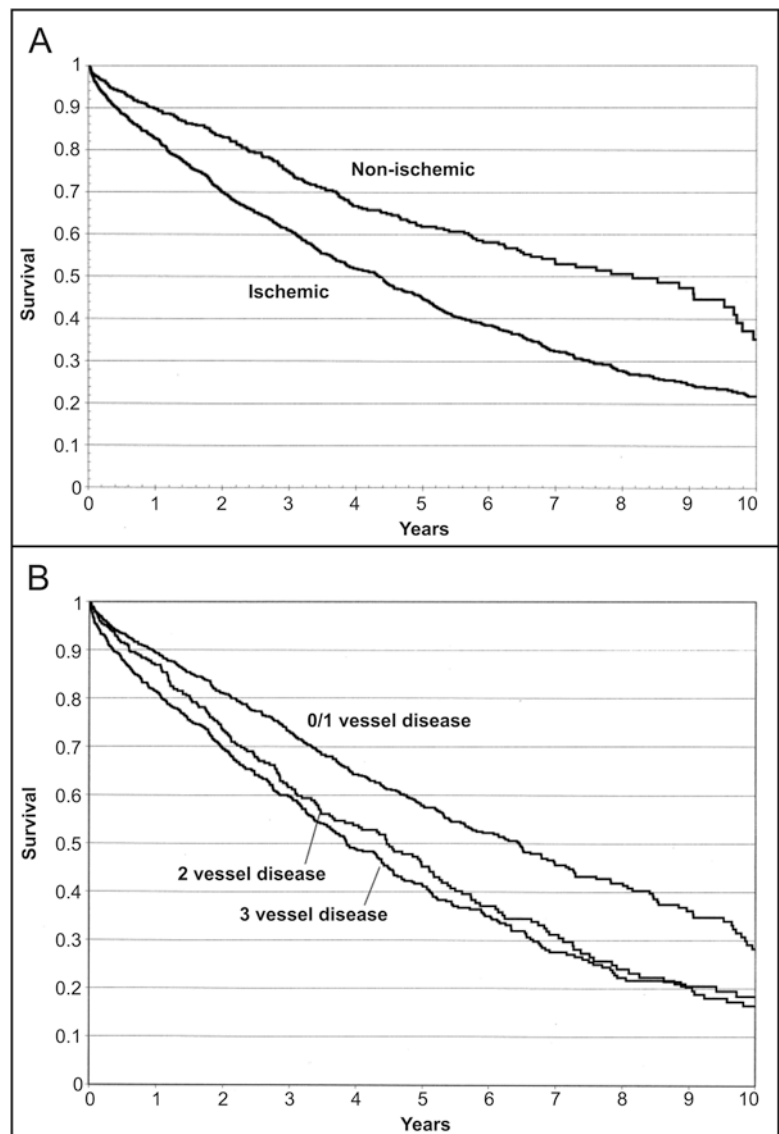 A
1
0.9
0.8
Non-ischemic
0.7
0.6
0.5
Ischemic
0.4
0.3
0.2
0.1
0
0 1 2 3 4 5 6 7 8 9 10
Survival
Years
B
1
0.9
0.8
0/1 vessel disease
0.7
0.6
0.5
2 vessel disease
0.4
3 vessel disease
0.3
0.2
0.1
0
0 1 2 3 4 5 6 7 8 9 10
Survival
Years